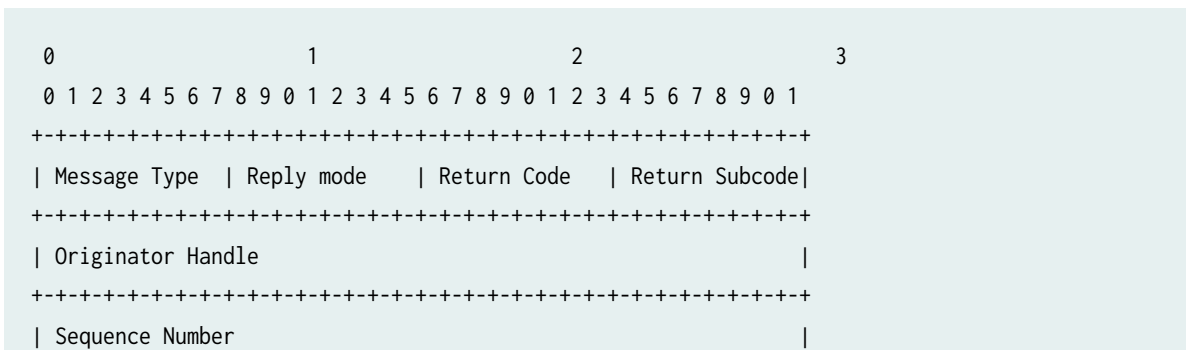 0                     1                     2                     3
 0 1 2 3 4 5 6 7 8 9 0 1 2 3 4 5 6 7 8 9 0 1 2 3 4 5 6 7 8 9 0 1
+-+-+-+-+-+-+-+-+-+-+-+-+-+-+-+-+-+-+-+-+-+-+-+-+-+-+-+-+-+-+-+-+
| Message Type  | Reply mode    | Return Code   | Return Subcode|
+-+-+-+-+-+-+-+-+-+-+-+-+-+-+-+-+-+-+-+-+-+-+-+-+-+-+-+-+-+-+-+-+
| Originator Handle                                             |
+-+-+-+-+-+-+-+-+-+-+-+-+-+-+-+-+-+-+-+-+-+-+-+-+-+-+-+-+-+-+-+-+
| Sequence Number                                               |